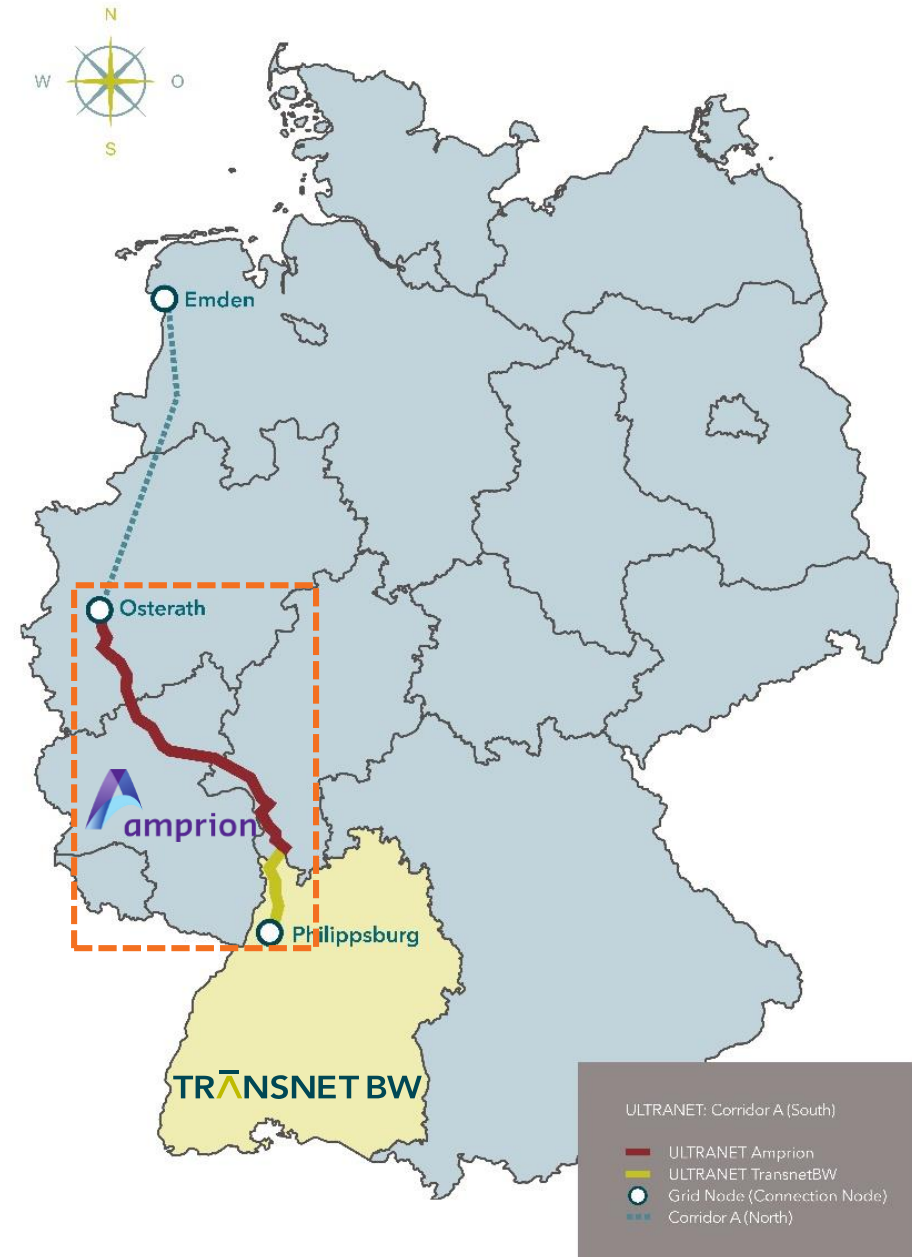 N
W
O
S
Emden
Osterath
amprion
Philippsburg
TRANSNET BW
ULTRANET: Corridor A (South)
ULTRANET Amprion
ULTRANET TransnetBW
Grid Node (Connection Node)
Corridor A (North)